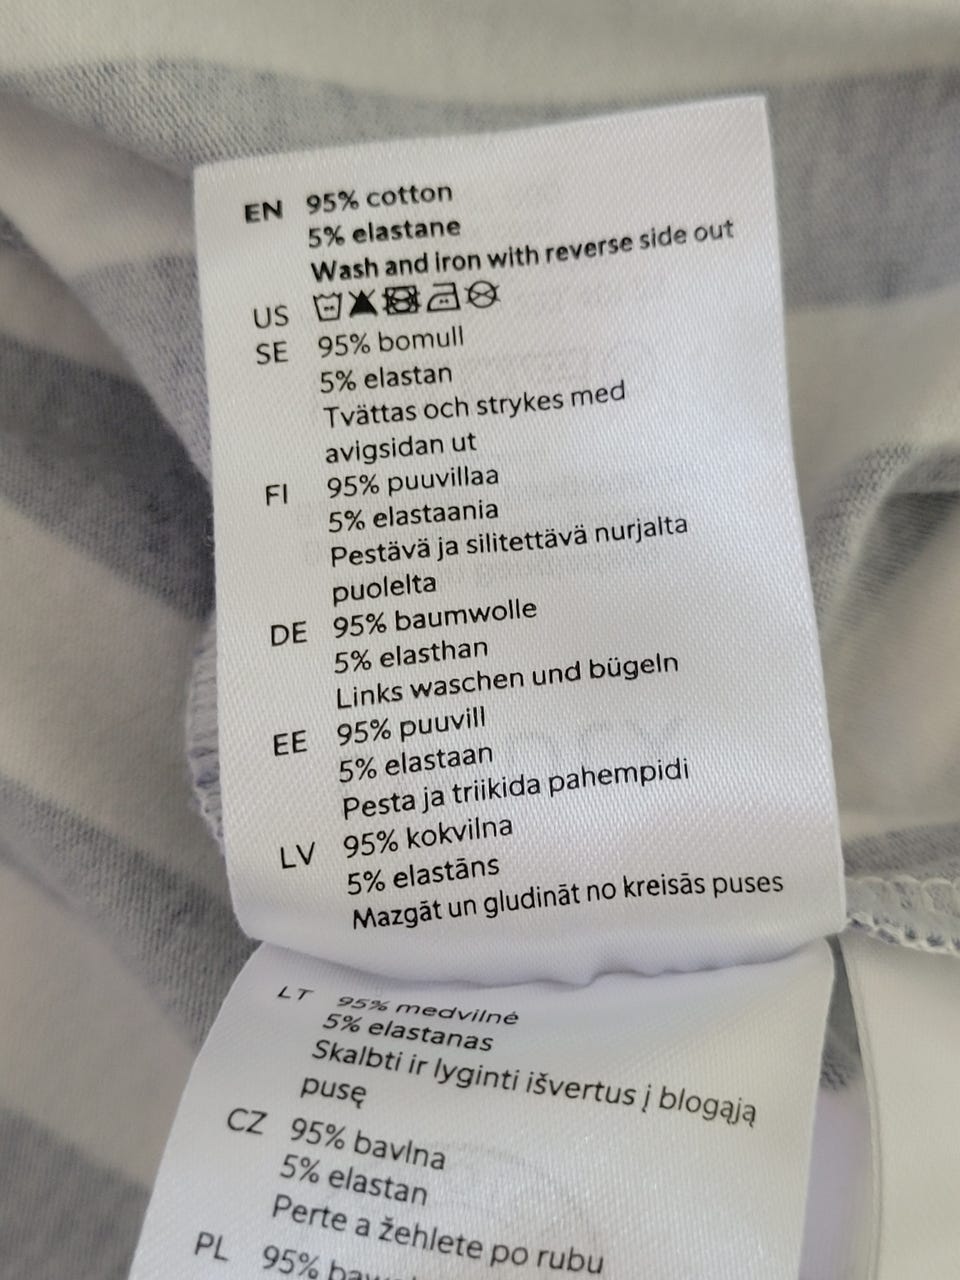 EN 95% cotton
5% elastane
Wash and iron with reverse side out
US
SE 95% bomull
5% elastan
Tvättas och strykes med
avigsidan ut
FI 95% puuvillaa
5% elastaania
Pestävä ja silitettävä nurjalta
puolelta
DE 95% baumwolle
5% elasthan
Links waschen und bügeln
EE 95% puuvill
5% elastaan
Pesta ja triikida pahempidi
LV 95% kokvilna
5% elastāns
Mazgāt un gludināt no kreisās puses
LT 95% medvilnė
5% elastanas
Skalbti ir lyginti išvertus į blogąją
pusę
CZ 95% bavlna
5% elastan
Perte a žehlete po rubu
PL 95%